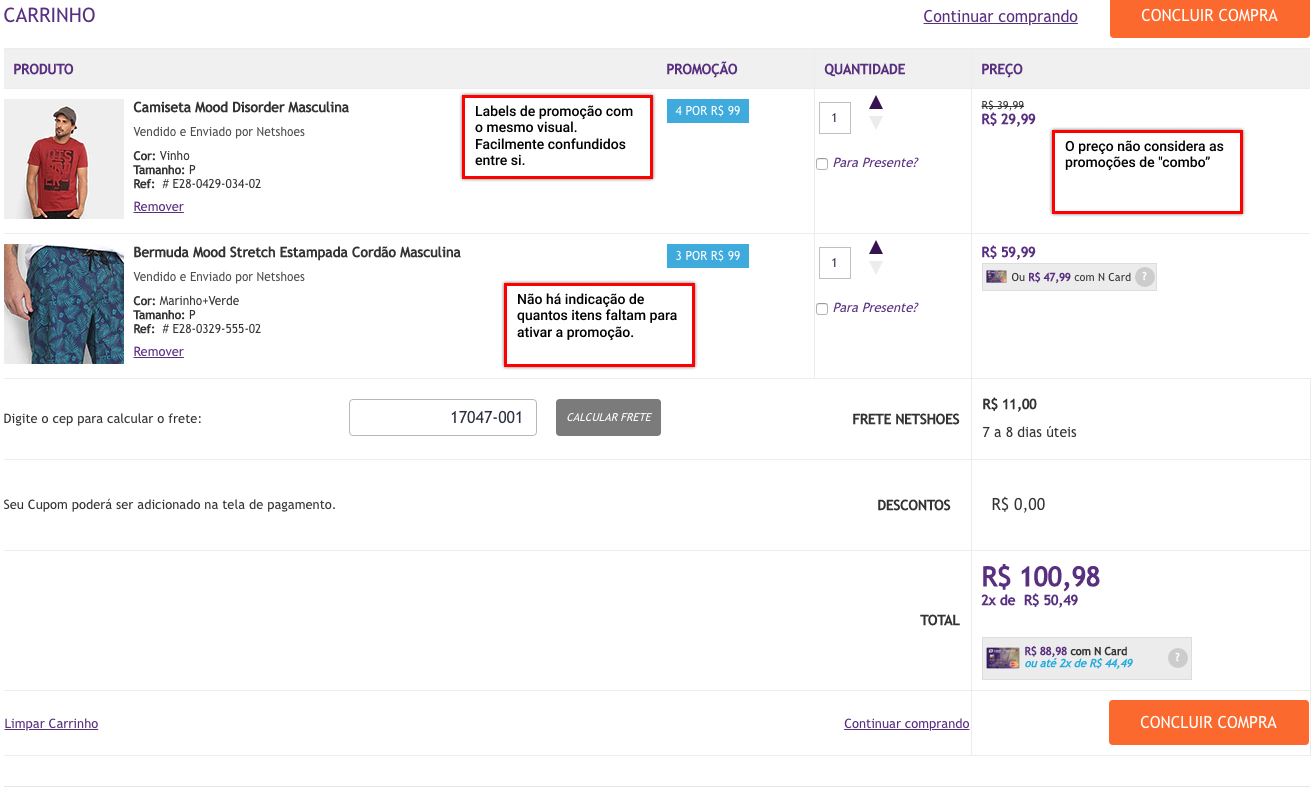 CARRINHO
Continuar comprando
CONCLUIR COMPRA
PRODUTO
PROMOÇÃO
QUANTIDADE
PREÇO
Camiseta Mood Disorder Masculina
Vendido e Enviado por Netshoes
Cor: Vinho
Tamanho: P
Ref: # E28-0429-034-02
Remover
Labels de promoção com
o mesmo visual.
Facilmente confundidos
entre si.
4 POR R$ 99
1
Para Presente?
R$ 39,99
R$ 29,99
O preço não considera as
promoções de "combo”
Bermuda Mood Stretch Estampada Cordão Masculina
Vendido e Enviado por Netshoes
Cor: Marinho+Verde
Tamanho: P
Ref: # E28-0329-555-02
Remover
Não há indicação de
quantos itens faltam para
ativar a promoção.
3 POR R$ 99
1
Para Presente?
R$ 59,99
Ou R$ 47,99 com N Card ?
Digite o cep para calcular o frete:
17047-001
CALCULAR FRETE
FRETE NETSHOES
R$ 11,00
7 a 8 dias úteis
Seu Cupom poderá ser adicionado na tela de pagamento.
DESCONTOS
R$ 0,00
TOTAL
R$ 100,98
2x de R$ 50,49
R$ 88,98 com N Card
ou até 2x de R$ 44,49
?
Limpar Carrinho
Continuar comprando
CONCLUIR COMPRA